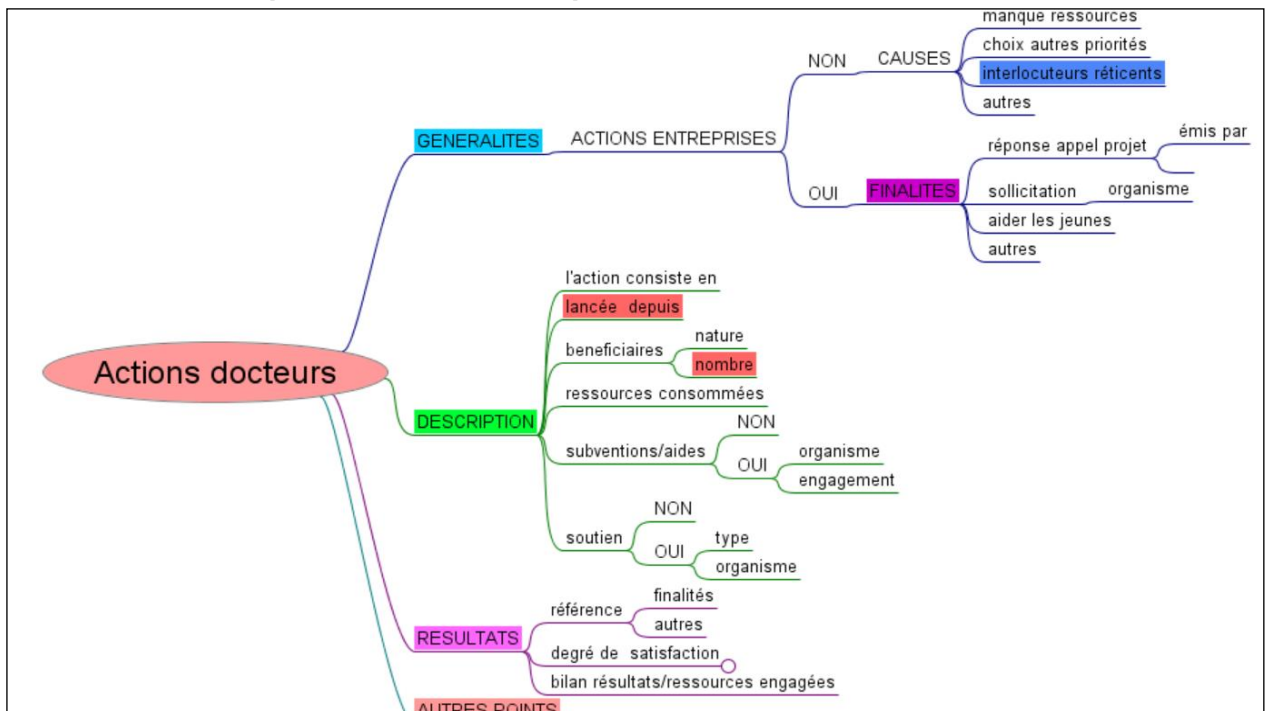 manque ressources
choix autres priorités
NON
CAUSES
interlocuteurs réticents
autres
GENERALITES
ACTIONS ENTREPRISES
émis par
réponse appel projet
OUI
FINALITES
sollicitation
organisme
aider les jeunes
autres
Actions docteurs
l'action consiste en
lancée  depuis
beneficiaires
nature
nombre
ressources consommées
DESCRIPTION
subventions/aides
NON
OUI
organisme
engagement
soutien
NON
OUI
type
organisme
RESULTATS
référence
finalités
autres
degré de  satisfaction
bilan résultats/ressources engagées
AUTRES POINTS